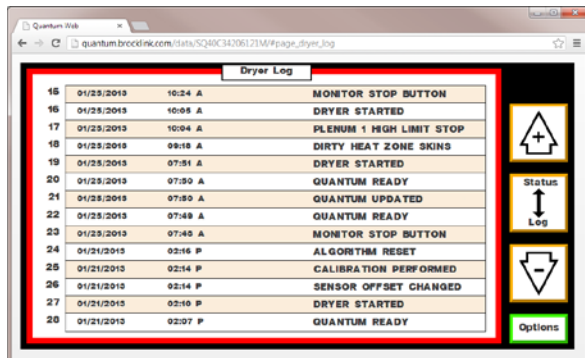 Quantum Web
quantum.brocklink.com/data/SQ40C34206121M/#page_dryer_log
Dryer Log
15 01/25/2013 10:24 A MONITOR STOP BUTTON
16 01/25/2013 10:05 A DRYER STARTED
17 01/25/2013 10:04 A PLENUM 1 HIGH LIMIT STOP
18 01/25/2013 09:18 A DIRTY HEAT ZONE SKINS
19 01/25/2013 07:51 A DRYER STARTED
20 01/25/2013 07:50 A QUANTUM READY
21 01/25/2013 07:50 A QUANTUM UPDATED
22 01/25/2013 07:49 A QUANTUM READY
23 01/25/2013 07:45 A MONITOR STOP BUTTON
24 01/21/2013 02:16 P ALGORITHM RESET
25 01/21/2013 02:14 P CALIBRATION PERFORMED
26 01/21/2013 02:14 P SENSOR OFFSET CHANGED
27 01/21/2013 02:10 P DRYER STARTED
28 01/21/2013 02:07 P QUANTUM READY
+
Status
Log
-
Options